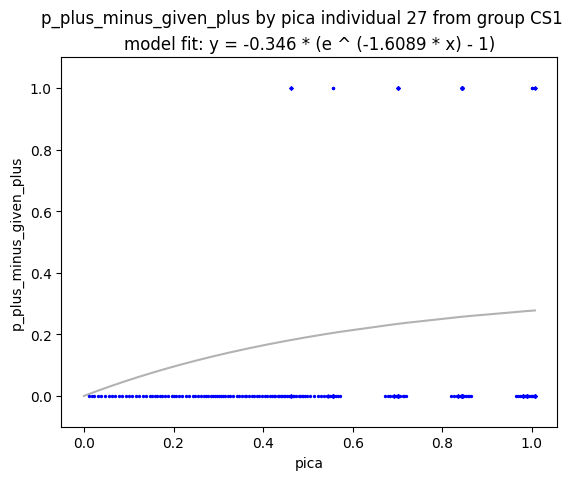 p_plus_minus_given_plus by pica individual 27 from group CS1
model fit: y = -0.346 * (e ^ (-1.6089 * x) - 1)
p_plus_minus_given_plus
1.0
0.8
0.6
0.4
0.2
0.0
0.0 0.2 0.4 0.6 0.8 1.0
pica